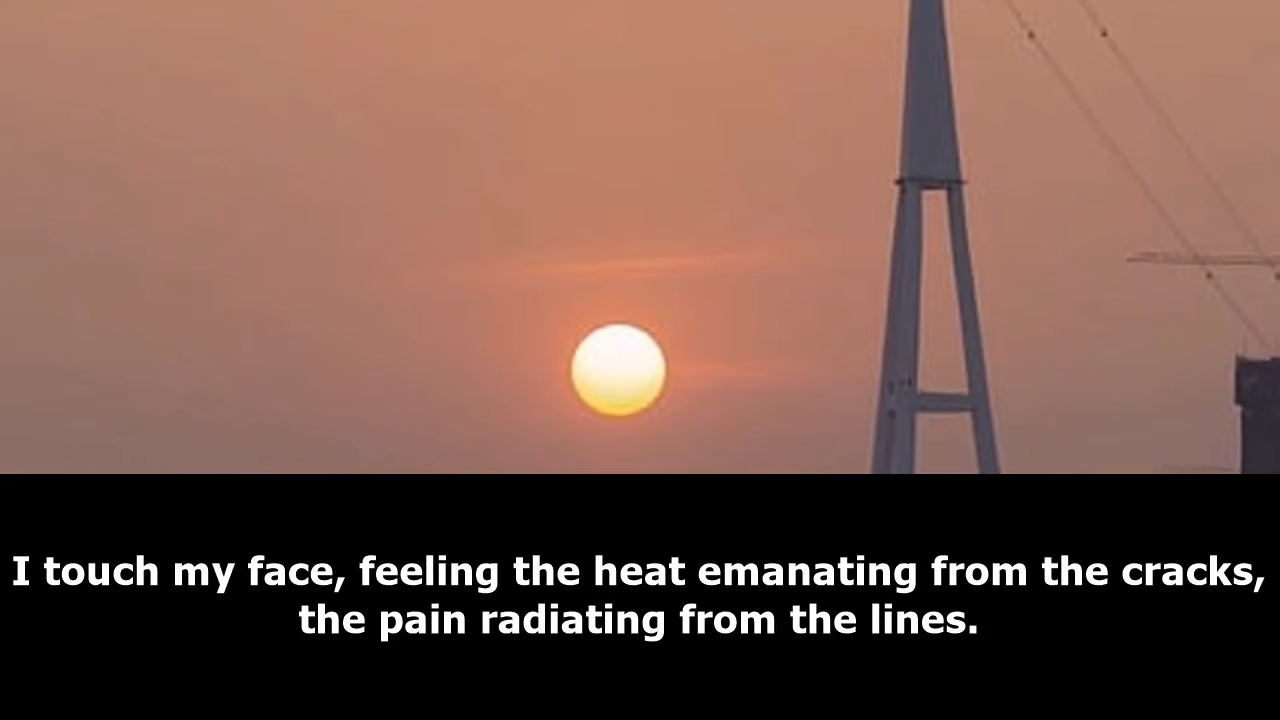 I touch my face, feeling the heat emanating from the cracks,
the pain radiating from the lines.